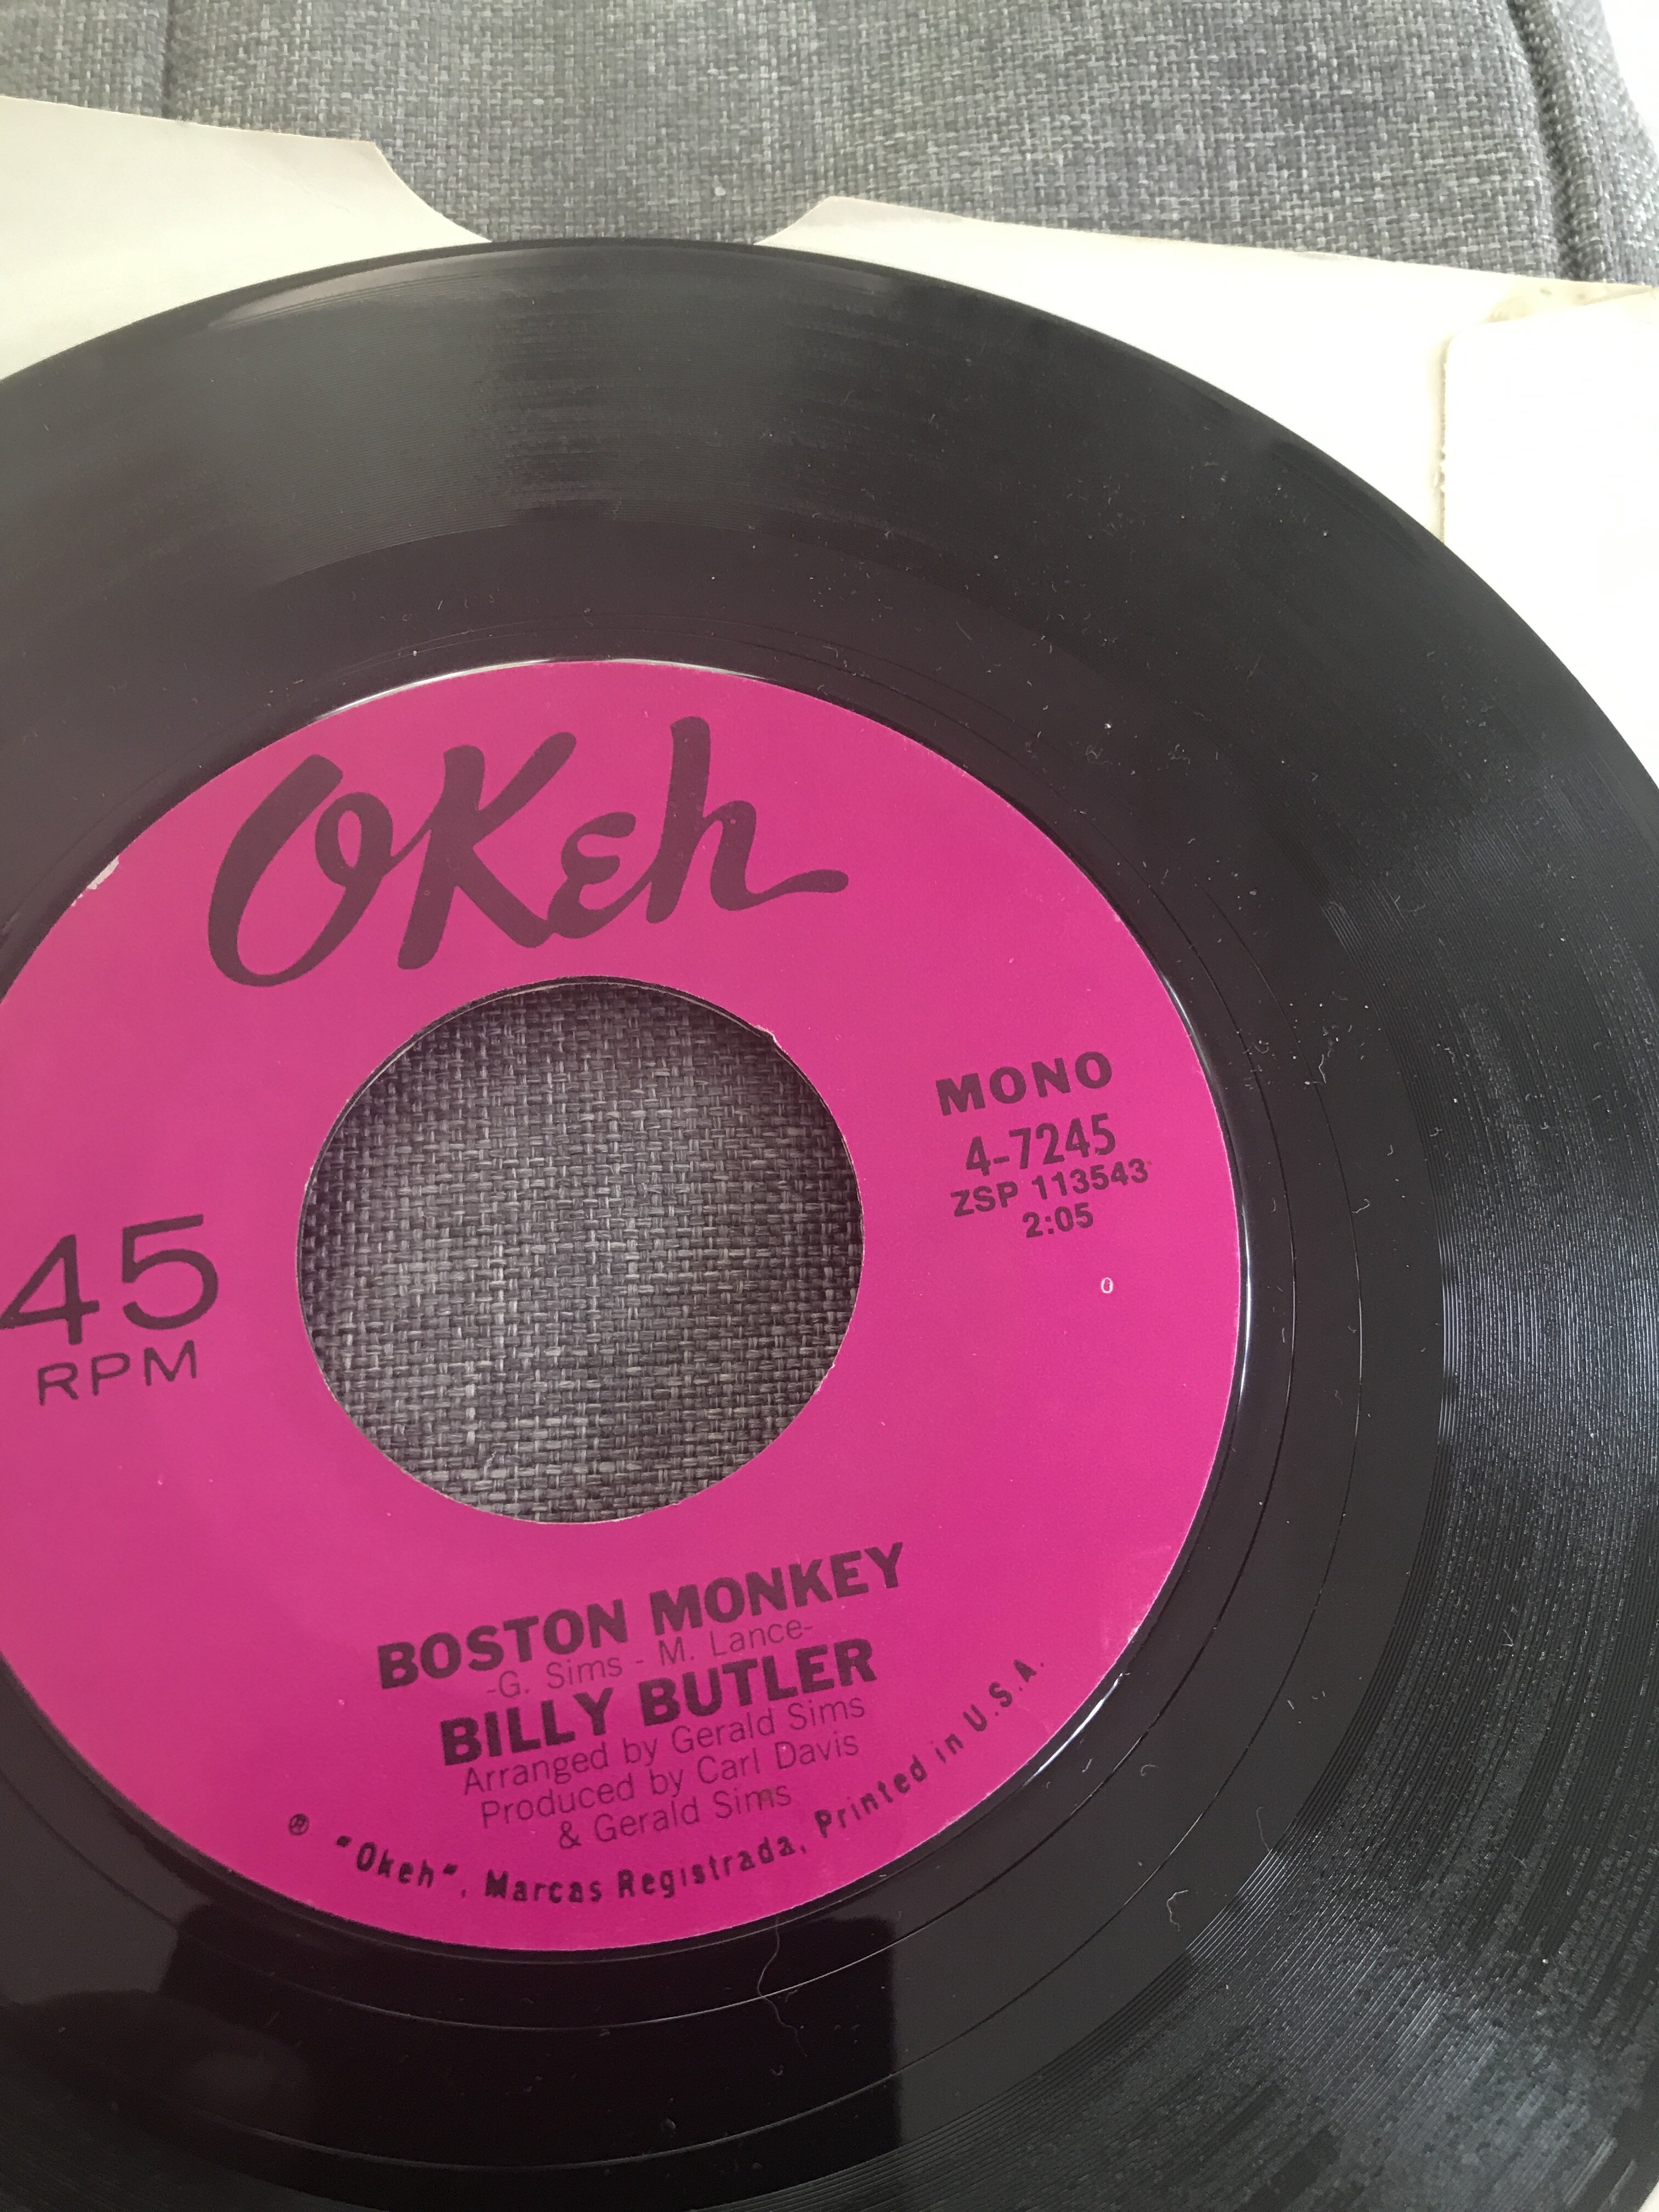 OKeh
MONO
4-7245
ZSP 113543
2:05
45
RPM
BOSTON MONKEY
-G. Sims - M. Lance-
BILLY BUTLER
Arranged by Gerald Sims
Produced by Carl Davis
& Gerald Sims
® "Okeh", Marcas Registrada, Printed in U.S.A.